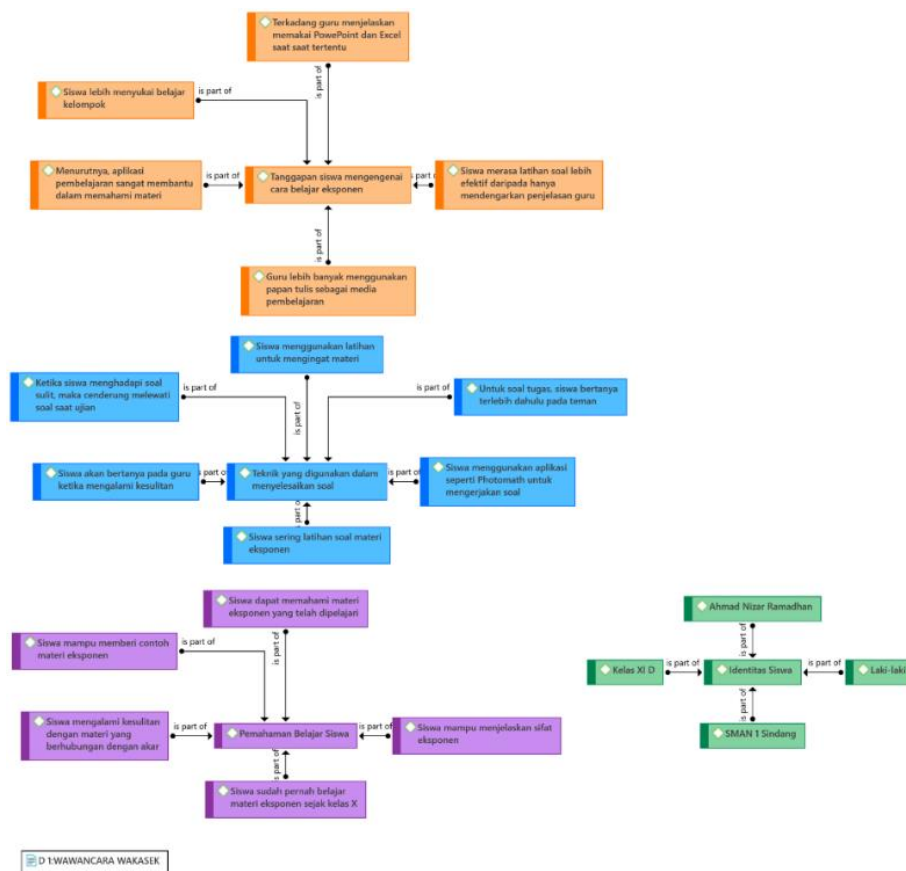 Terkadang guru menjelaskan
memakai PowePoint dan Excel
saat saat tertentu
is part of
Siswa lebih menyukai belajar
kelompok
is part of
Menurutnya, aplikasi
pembelajaran sangat membantu
dalam memahami materi
is part of
Tanggapan siswa mengengenai
cara belajar eksponen
is part of
Siswa merasa latihan soal lebih
efektif daripada hanya
mendengarkan penjelasan guru
is part of
Guru lebih banyak menggunakan
papan tulis sebagai media
pembelajaran
Siswa menggunakan latihan
untuk mengingat materi
is part of
Ketika siswa menghadapi soal
sulit, maka cenderung melewati
soal saat ujian
is part of
is part of
Untuk soal tugas, siswa bertanya
terlebih dahulu pada teman
Siswa akan bertanya pada guru
ketika mengalami kesulitan
is part of
Teknik yang digunakan dalam
menyelesaikan soal
is part of
Siswa menggunakan aplikasi
seperti Photomath untuk
mengerjakan soal
is part of
Siswa sering latihan soal materi
eksponen
Siswa dapat memahami materi
eksponen yang telah dipelajari
is part of
Siswa mampu memberi contoh
materi eksponen
is part of
Siswa mengalami kesulitan
dengan materi yang
berhubungan dengan akar
is part of
Pemahaman Belajar Siswa
is part of
Siswa mampu menjelaskan sifat
eksponen
is part of
Siswa sudah pernah belajar
materi eksponen sejak kelas X
Ahmad Nizar Ramadhan
is part of
Kelas XI D
is part of
Identitas Siswa
is part of
Laki-laki
is part of
SMAN 1 Sindang
D 1:WAWANCARA WAKASEK